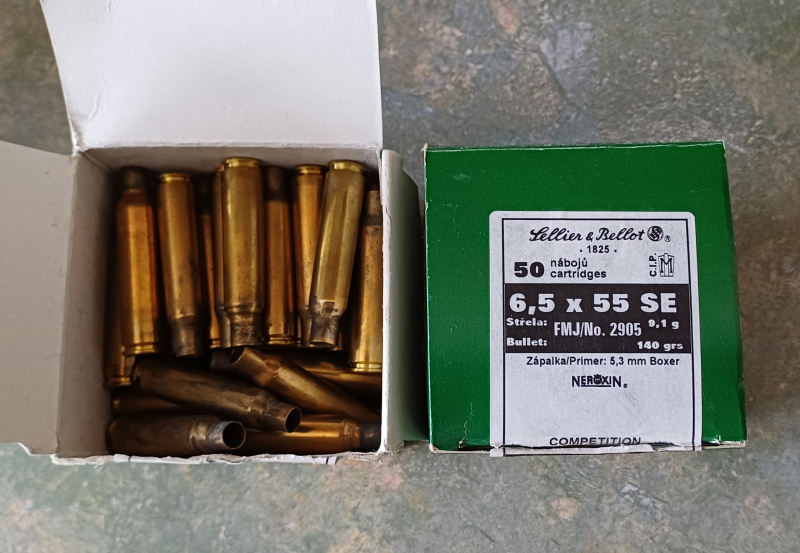 Sellier & Bellot ®
· 1825 ·
50 nábojů
cartridges
C.I.P.
6,5 x 55 SE
Střela: FMJ/No. 2905 9,1 g
Bullet: 140 grs
Zápalka/Primer: 5,3 mm Boxer
NEROXIN®
COMPETITION